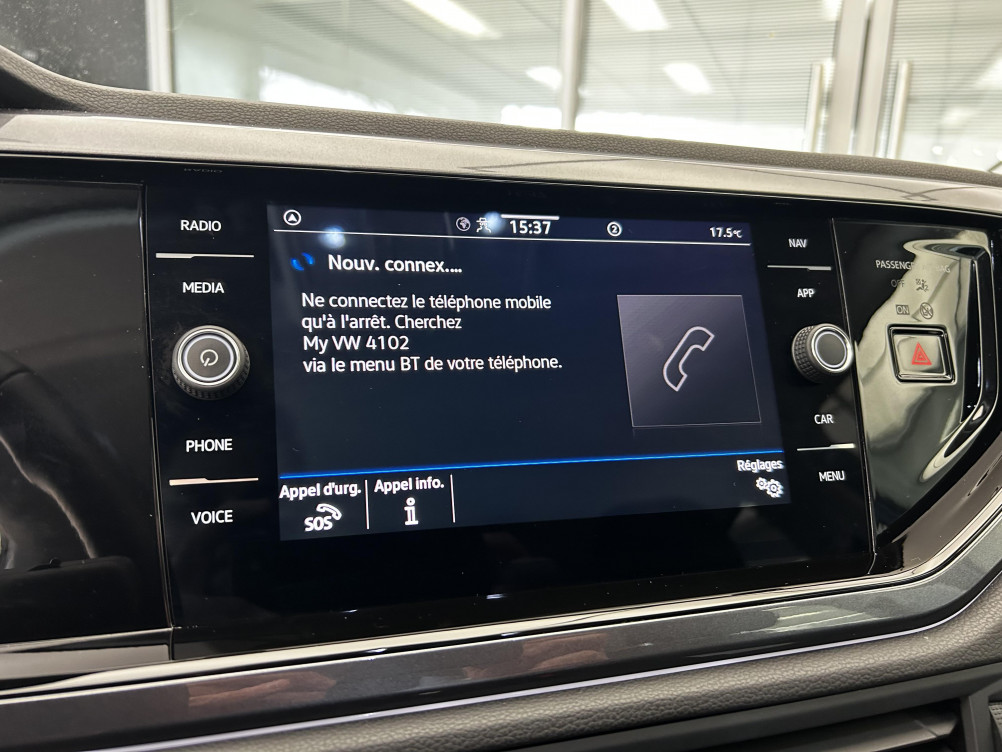 RADIO
MEDIA
PHONE
VOICE
15:37
2
17.5°C
Nouv. connex....
Ne connectez le téléphone mobile
qu'à l'arrêt. Cherchez
My VW 4102
via le menu BT de votre téléphone.
Appel d'urg.
SOS
Appel info.
i
Réglages
NAV
APP
CAR
MENU
ON